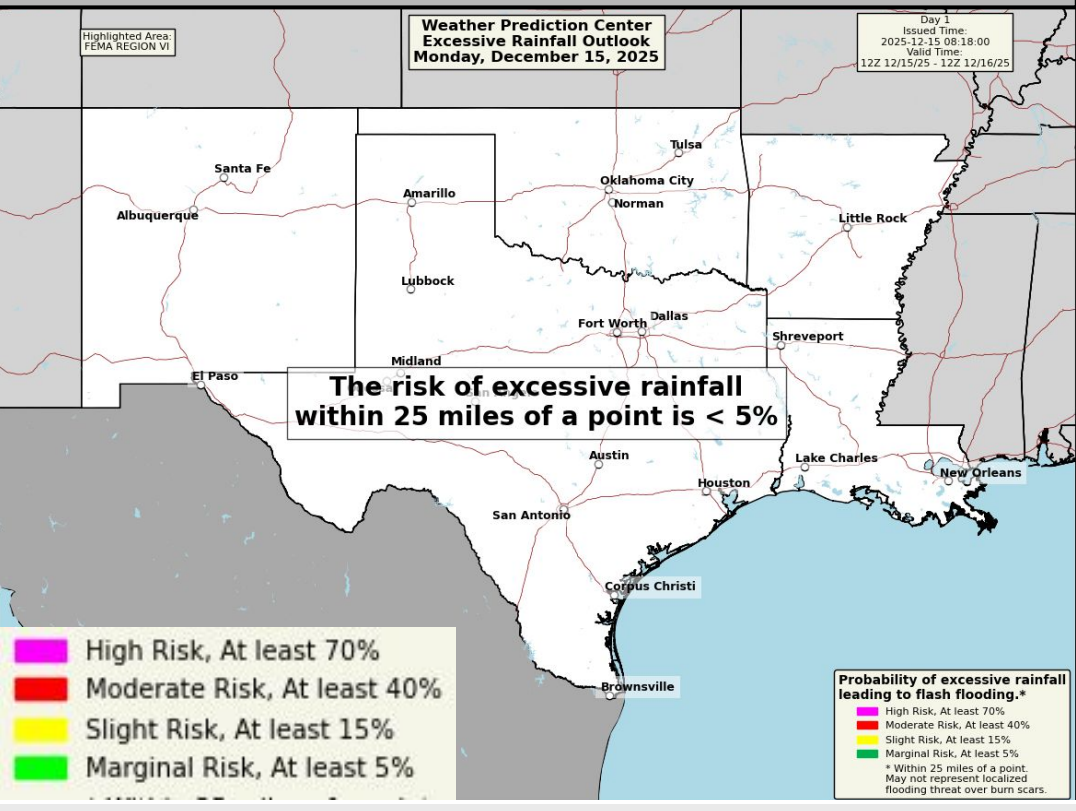 Highlighted Area:
FEMA REGION VI
Weather Prediction Center
Excessive Rainfall Outlook
Monday, December 15, 2025
Day 1
Issued Time:
2025-12-15 08:18:00
Valid Time:
12Z 12/15/25 - 12Z 12/16/25
Tulsa
Santa Fe
Oklahoma City
Amarillo
Norman
Albuquerque
Little Rock
Lubbock
Dallas
Fort Worth
Shreveport
Midland
El Paso
The risk of excessive rainfall
within 25 miles of a point is < 5%
Austin
Lake Charles
New Orleans
Houston
San Antonio
Corpus Christi
Brownsville
High Risk, At least 70%
Moderate Risk, At least 40%
Slight Risk, At least 15%
Marginal Risk, At least 5%
Probability of excessive rainfall
leading to flash flooding.*
High Risk, At least 70%
Moderate Risk, At least 40%
Slight Risk, At least 15%
Marginal Risk, At least 5%
* Within 25 miles of a point.
May not represent localized
flooding threat over burn scars.